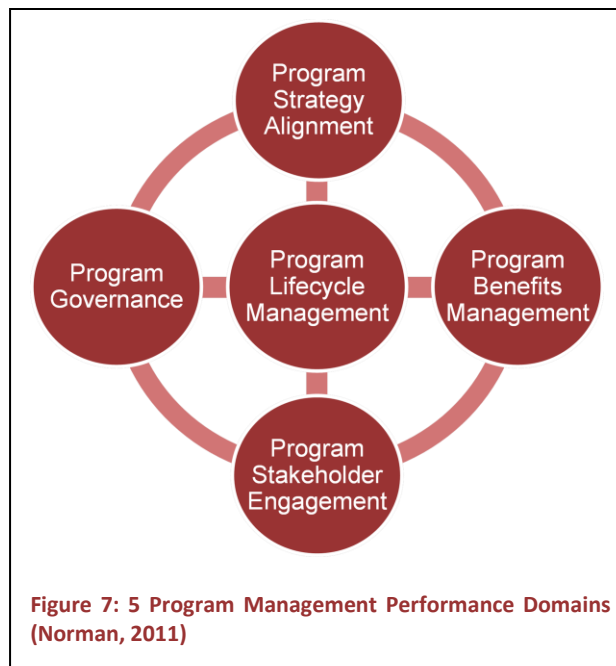 Program
Strategy
Alignment
Program
Governance
Program
Lifecycle
Management
Program
Benefits
Management
Program
Stakeholder
Engagement
Figure 7: 5 Program Management Performance Domains
(Norman, 2011)